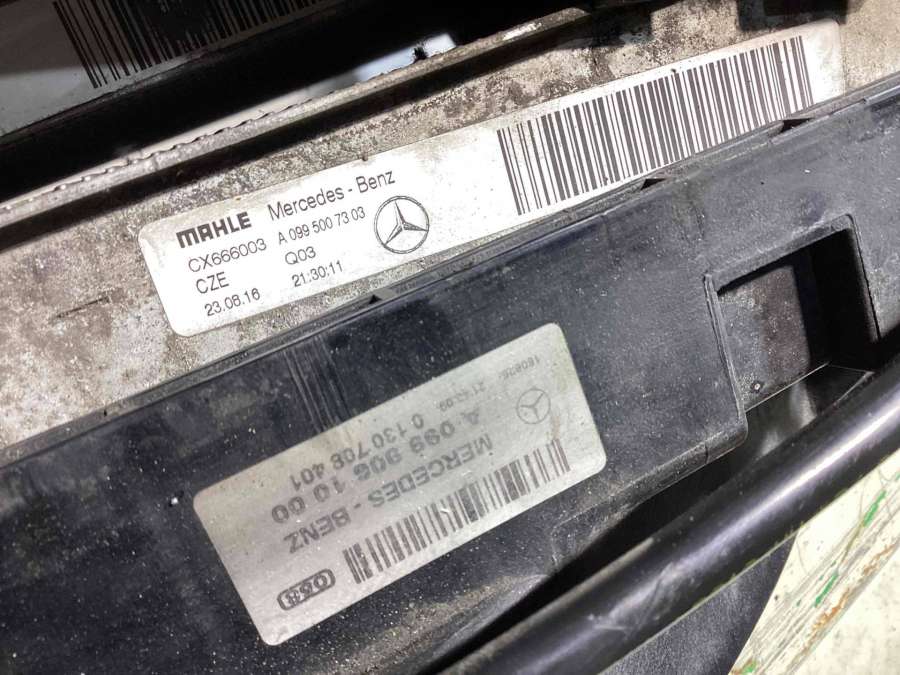 MAHLE Mercedes-Benz
CX666003 A 099 500 73 03
CZE Q03
23.08.16 21:30:11
MERCEDES - BENZ
A 099 906 10 00
0 130 708 401